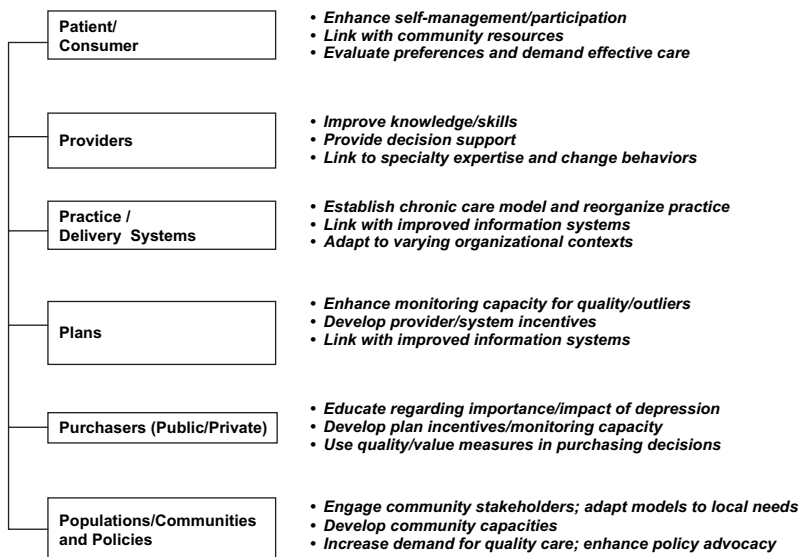 Patient/
Consumer
• Enhance self-management/participation
• Link with community resources
• Evaluate preferences and demand effective care
Providers
• Improve knowledge/skills
• Provide decision support
• Link to specialty expertise and change behaviors
Practice /
Delivery Systems
• Establish chronic care model and reorganize practice
• Link with improved information systems
• Adapt to varying organizational contexts
Plans
• Enhance monitoring capacity for quality/outliers
• Develop provider/system incentives
• Link with improved information systems
Purchasers (Public/Private)
• Educate regarding importance/impact of depression
• Develop plan incentives/monitoring capacity
• Use quality/value measures in purchasing decisions
Populations/Communities
and Policies
• Engage community stakeholders; adapt models to local needs
• Develop community capacities
• Increase demand for quality care; enhance policy advocacy